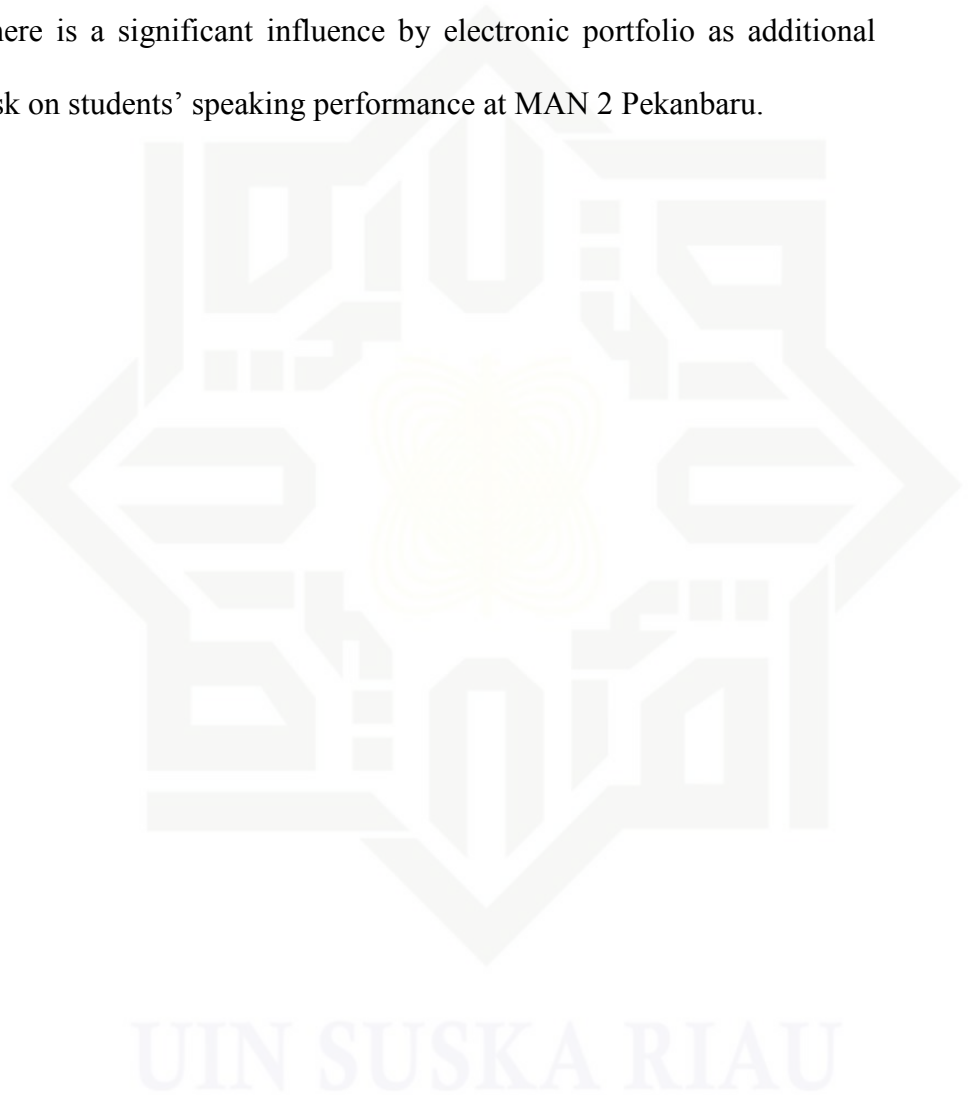 here is a significant influence by electronic portfolio as additional
sk on students’ speaking performance at MAN 2 Pekanbaru.
UIN SUSKA RIAU